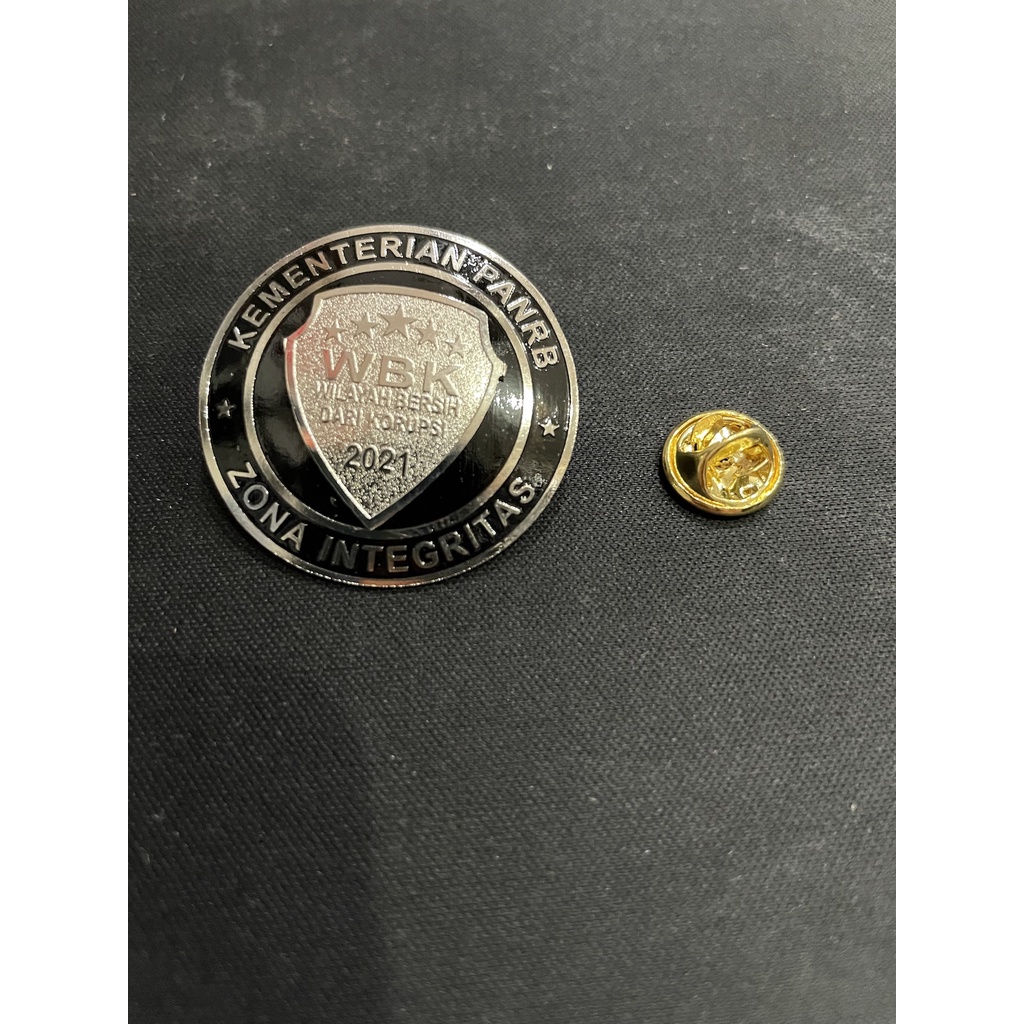 KEMENTERIAN PANRB
WBK
WILAYAH BERSIH
DARI KORUPSI
2021
ZONA INTEGRITAS